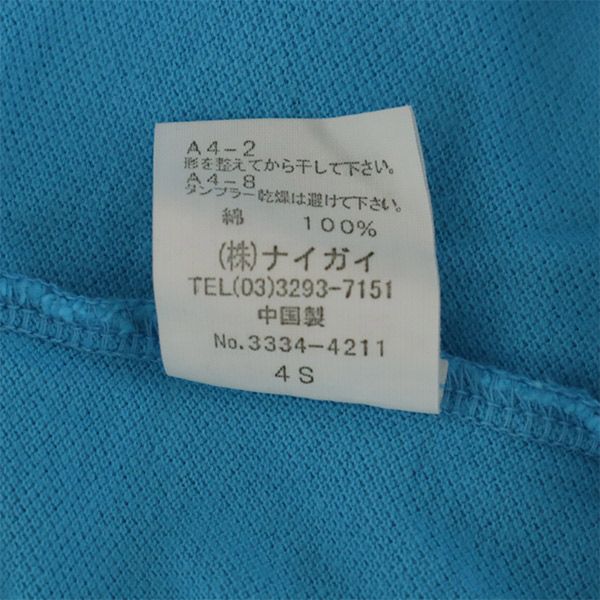 A4-2
形を整えてから干して下さい。
A4-8
タンブラー乾燥は避けて下さい。
綿 100%
(株)ナイガイ
TEL(03)3293-7151
中国製
No.3334-4211
4S